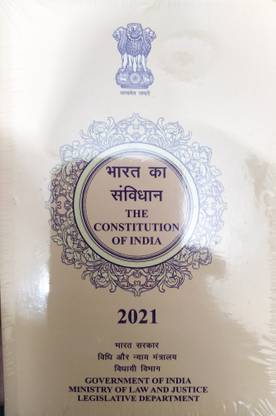 सत्यमेव जयते
भारत का
संविधान
THE
CONSTITUTION
OF INDIA
2021
भारत सरकार
विधि और न्याय मंत्रालय
विधायी विभाग
GOVERNMENT OF INDIA
MINISTRY OF LAW AND JUSTICE
LEGISLATIVE DEPARTMENT